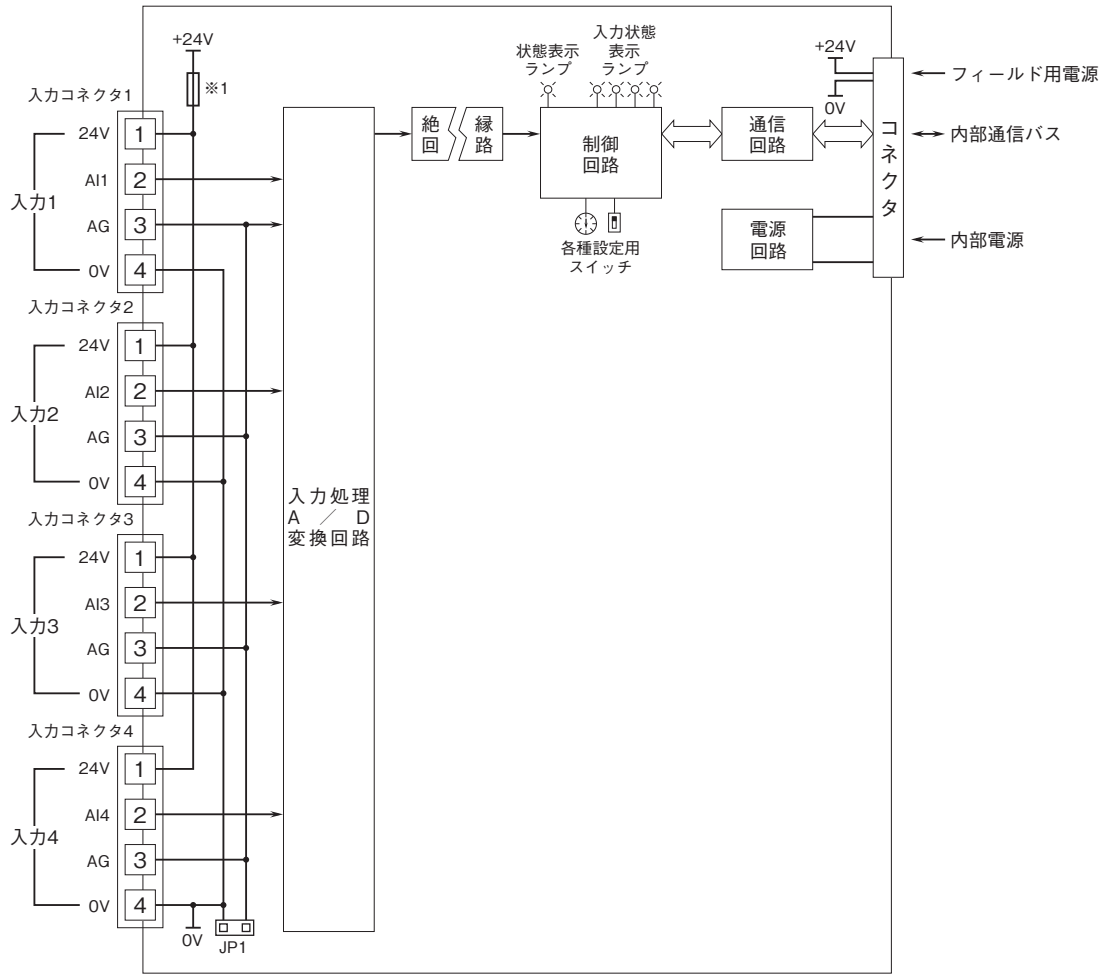 +24V
※1
状態表示
ランプ
入力状態
表示
ランプ
+24V
0V
フィールド用電源
内部通信バス
内部電源
コネクタ
絶縁
回路
制御
回路
通信
回路
電源
回路
各種設定用
スイッチ
入力処理
A/D
変換回路
入力コネクタ1
入力1
24V 1
AI1 2
AG 3
0V 4
入力コネクタ2
入力2
24V 1
AI2 2
AG 3
0V 4
入力コネクタ3
入力3
24V 1
AI3 2
AG 3
0V 4
入力コネクタ4
入力4
24V 1
AI4 2
AG 3
0V 4
0V
JP1